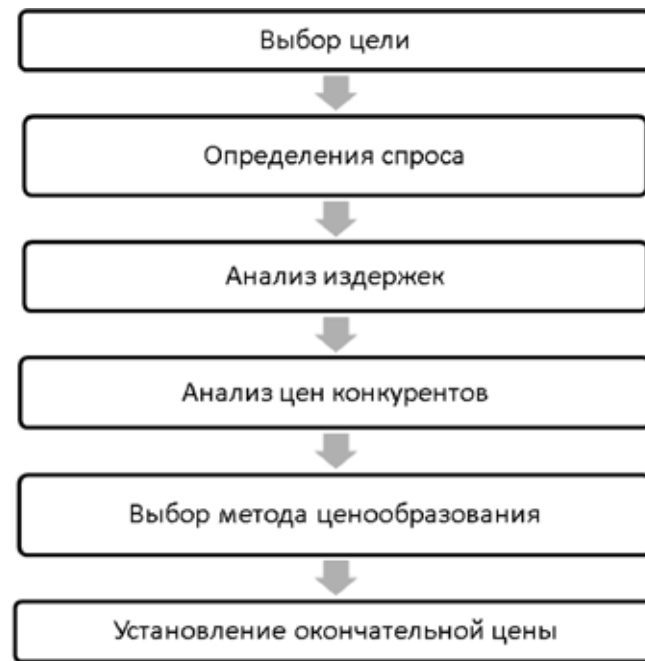 Выбор цели
Определения спроса
Анализ издержек
Анализ цен конкурентов
Выбор метода ценообразования
Установление окончательной цены